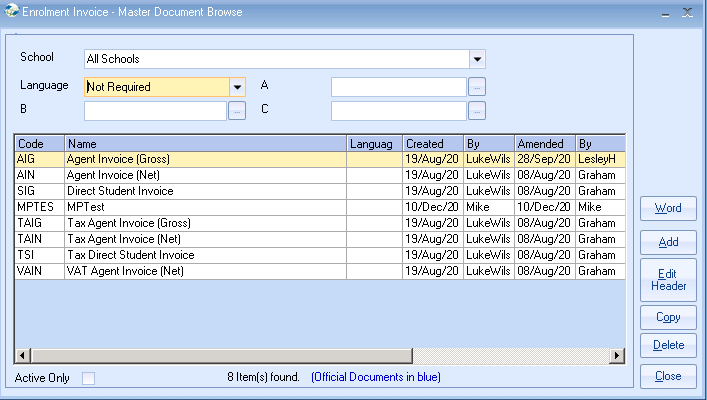 Enrolment Invoice - Master Document Browse
School All Schools
Language Not Required A ...
B ... C ...
Code Name Languag Created By Amended By
AIG Agent Invoice (Gross) 19/Aug/20 LukeWils 28/Sep/20 LesleyH
AIN Agent Invoice (Net) 19/Aug/20 LukeWils 08/Aug/20 Graham
SIG Direct Student Invoice 19/Aug/20 LukeWils 08/Aug/20 Graham
MPTES MPTest 10/Dec/20 Mike 10/Dec/20 Mike
TAIG Tax Agent Invoice (Gross) 19/Aug/20 LukeWils 08/Aug/20 Graham
TAIN Tax Agent Invoice (Net) 19/Aug/20 LukeWils 08/Aug/20 Graham
TSI Tax Direct Student Invoice 19/Aug/20 LukeWils 08/Aug/20 Graham
VAIN VAT Agent Invoice (Net) 19/Aug/20 LukeWils 08/Aug/20 Graham
Word
Add
Edit
Header
Copy
Delete
Active Only 8 Item(s) found. (Official Documents in blue) Close